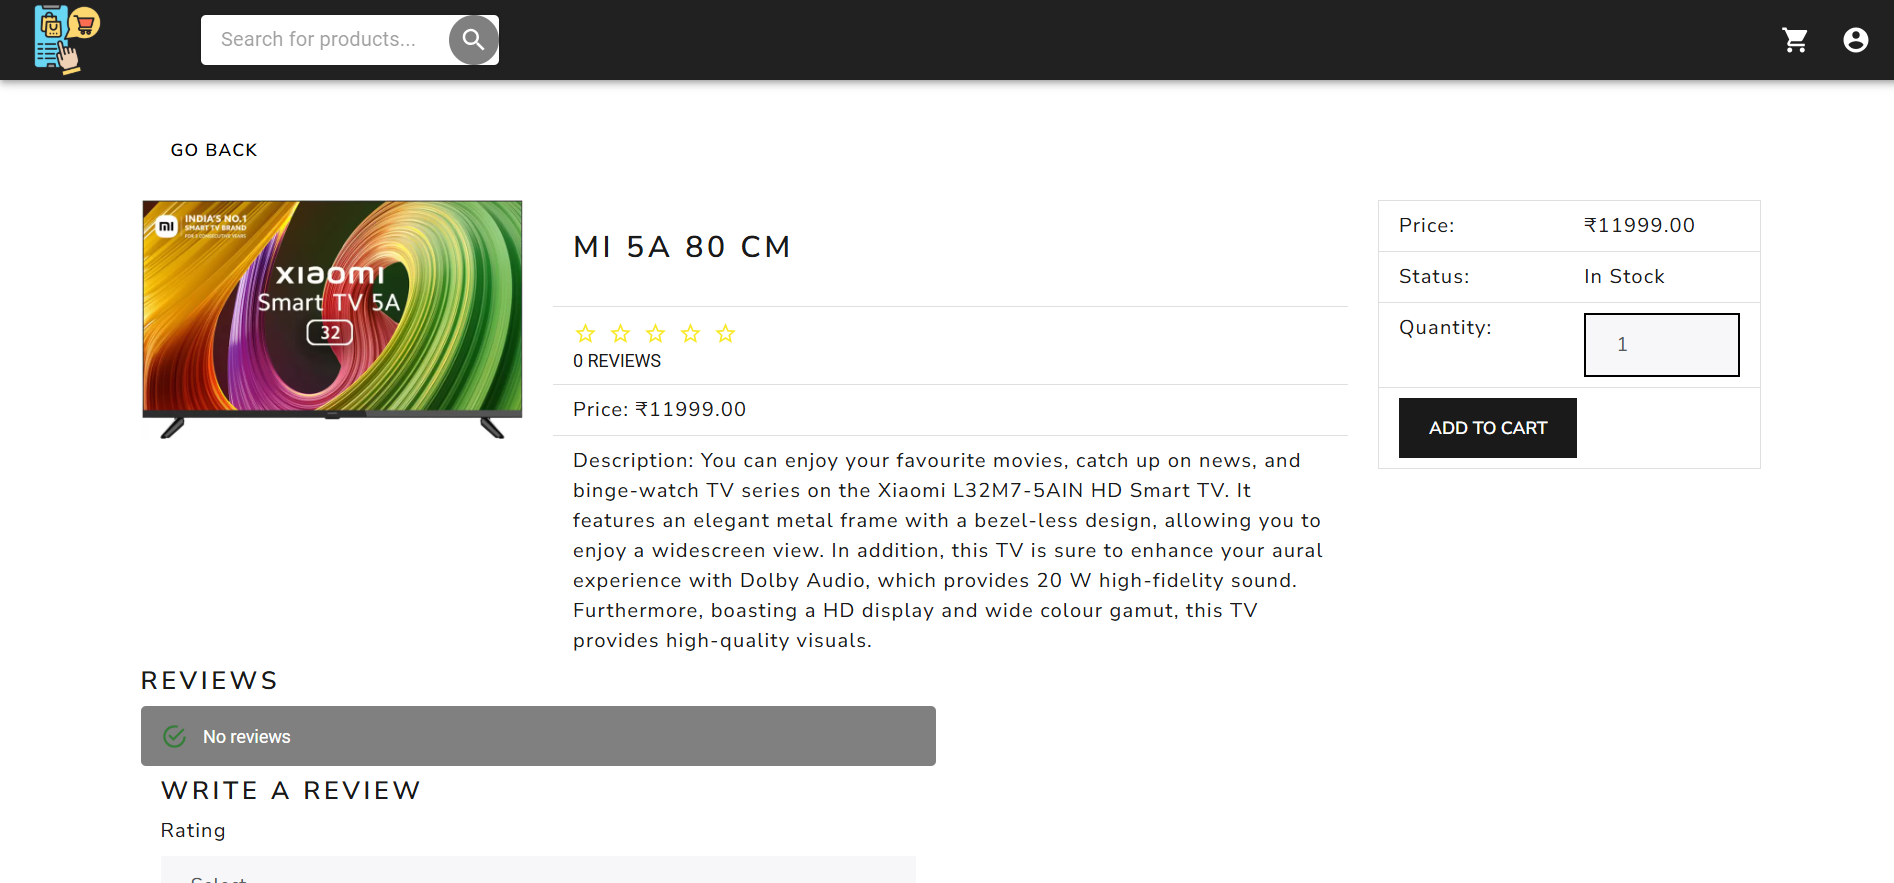 Search for products...
GO BACK
mi
INDIA'S NO.1
SMART TV BRAND
FOR 5 CONSECUTIVE YEARS
xiaomi
Smart TV 5A
32
MI 5A 80 CM
0 REVIEWS
Price: ₹11999.00
Description: You can enjoy your favourite movies, catch up on news, and
binge-watch TV series on the Xiaomi L32M7-5AIN HD Smart TV. It
features an elegant metal frame with a bezel-less design, allowing you to
enjoy a widescreen view. In addition, this TV is sure to enhance your aural
experience with Dolby Audio, which provides 20 W high-fidelity sound.
Furthermore, boasting a HD display and wide colour gamut, this TV
provides high-quality visuals.
Price: ₹11999.00
Status: In Stock
Quantity: 1
ADD TO CART
REVIEWS
No reviews
WRITE A REVIEW
Rating
Select